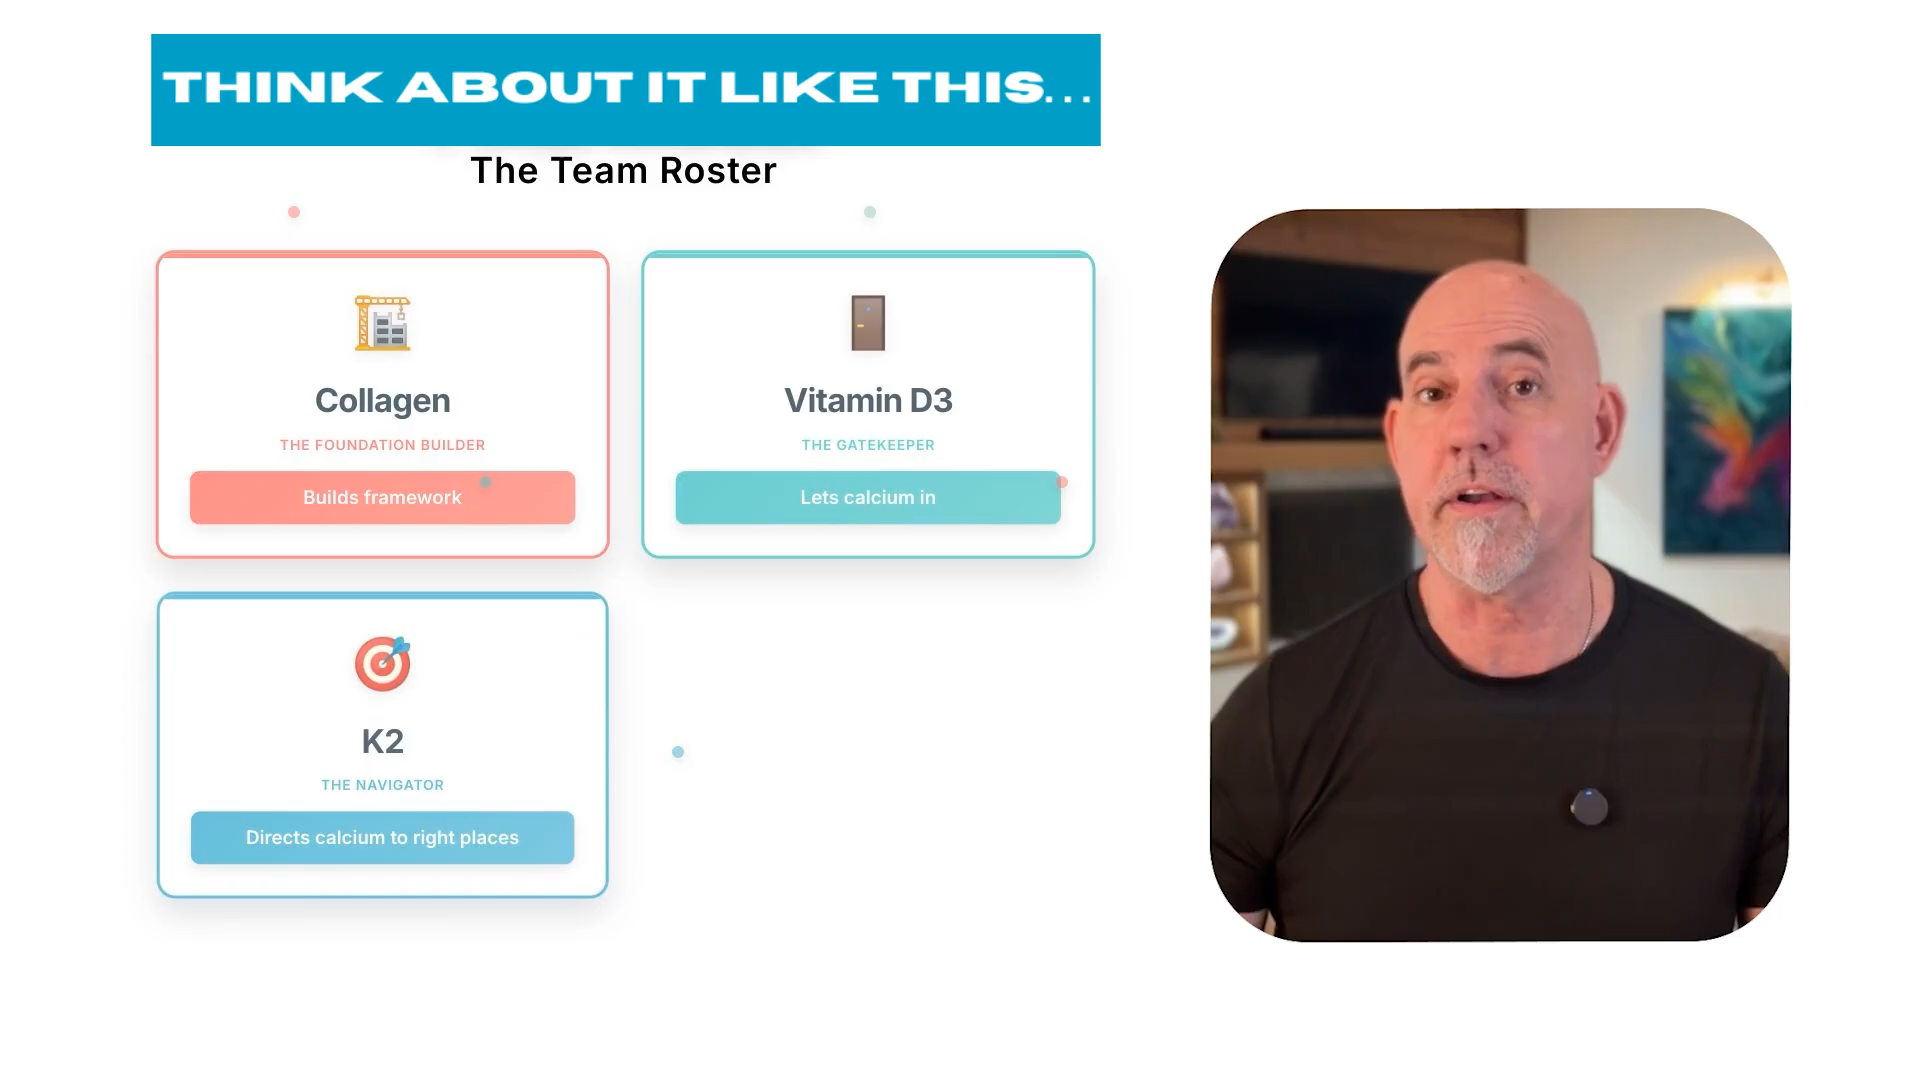 THINK ABOUT IT LIKE THIS...
The Team Roster
Collagen
THE FOUNDATION BUILDER
Builds framework
Vitamin D3
THE GATEKEEPER
Lets calcium in
K2
THE NAVIGATOR
Directs calcium to right places